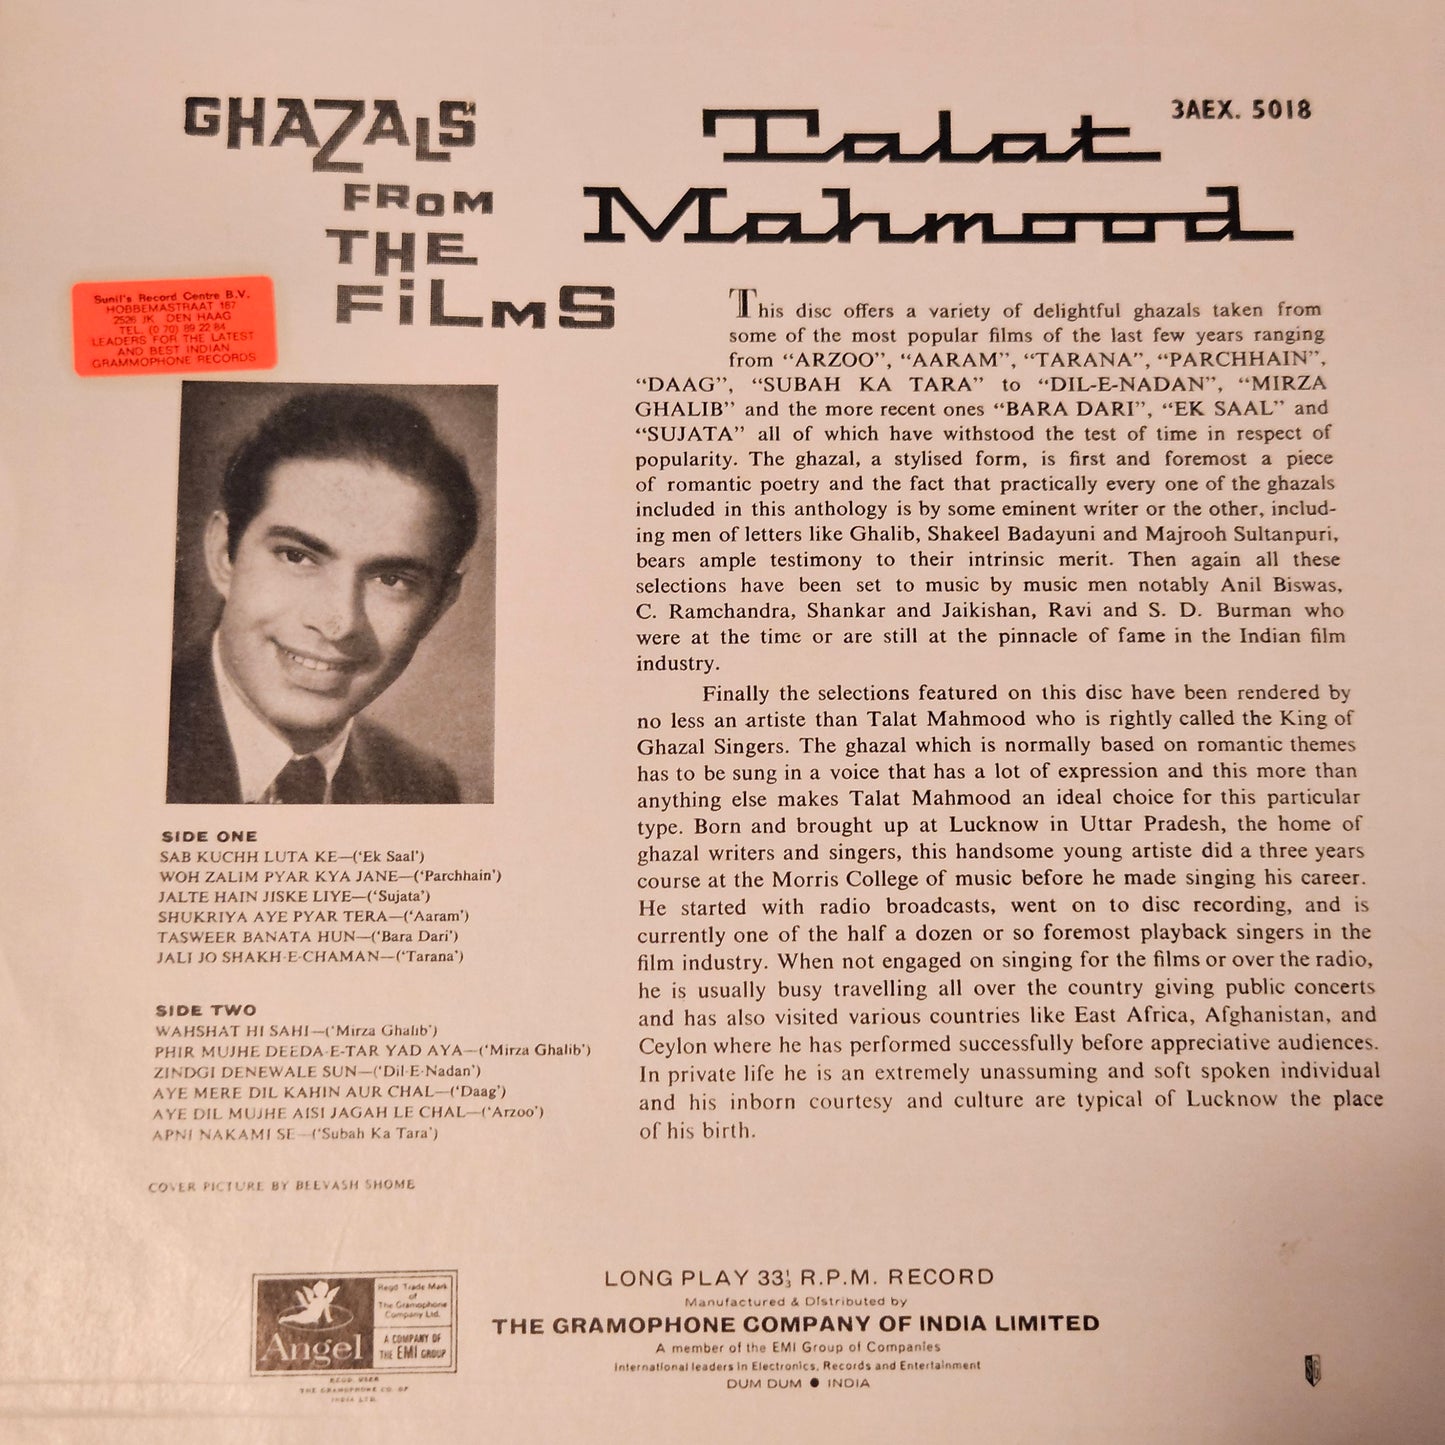 GHAZALS
FROM
THE
FiLMS
Talat
Mahmood
3AEX. 5018
Sunil's Record Centre B.V.
HOBBEMASTRAAT 187
2526 JK DEN HAAG
TEL. (0 70) 89 22 84
LEADERS FOR THE LATEST
AND BEST INDIAN
GRAMMOPHONE RECORDS
This disc offers a variety of delightful ghazals taken from
some of the most popular films of the last few years ranging
from “ARZOO”, “AARAM”, “TARANA”, “PARCHHAIN”,
“DAAG”, “SUBAH KA TARA” to “DIL-E-NADAN”, “MIRZA
GHALIB” and the more recent ones “BARA DARI”, “EK SAAL” and
“SUJATA” all of which have withstood the test of time in respect of
popularity. The ghazal, a stylised form, is first and foremost a piece
of romantic poetry and the fact that practically every one of the ghazals
included in this anthology is by some eminent writer or the other, includ-
ing men of letters like Ghalib, Shakeel Badayuni and Majrooh Sultanpuri,
bears ample testimony to their intrinsic merit. Then again all these
selections have been set to music by music men notably Anil Biswas,
C. Ramchandra, Shankar and Jaikishan, Ravi and S. D. Burman who
were at the time or are still at the pinnacle of fame in the Indian film
industry.
Finally the selections featured on this disc have been rendered by
no less an artiste than Talat Mahmood who is rightly called the King of
Ghazal Singers. The ghazal which is normally based on romantic themes
has to be sung in a voice that has a lot of expression and this more than
anything else makes Talat Mahmood an ideal choice for this particular
type. Born and brought up at Lucknow in Uttar Pradesh, the home of
ghazal writers and singers, this handsome young artiste did a three years
course at the Morris College of music before he made singing his career.
He started with radio broadcasts, went on to disc recording, and is
currently one of the half a dozen or so foremost playback singers in the
film industry. When not engaged on singing for the films or over the radio,
he is usually busy travelling all over the country giving public concerts
and has also visited various countries like East Africa, Afghanistan, and
Ceylon where he has performed successfully before appreciative audiences.
In private life he is an extremely unassuming and soft spoken individual
and his inborn courtesy and culture are typical of Lucknow the place
of his birth.
SIDE ONE
SAB KUCHH LUTA KE—(‘Ek Saal’)
WOH ZALIM PYAR KYA JANE—(‘Parchhain’)
JALTE HAIN JISKE LIYE—(‘Sujata’)
SHUKRIYA AYE PYAR TERA—(‘Aaram’)
TASWEER BANATA HUN—(‘Bara Dari’)
JALI JO SHAKH-E-CHAMAN—(‘Tarana’)
SIDE TWO
WAHSHAT HI SAHI—(‘Mirza Ghalib’)
PHIR MUJHE DEEDA-E-TAR YAD AYA—(‘Mirza Ghalib’)
ZINDGI DENEWALE SUN—(‘Dil-E-Nadan’)
AYE MERE DIL KAHIN AUR CHAL—(‘Daag’)
AYE DIL MUJHE AISI JAGAH LE CHAL—(‘Arzoo’)
APNI NAKAMI SE—(‘Subah Ka Tara’)
COVER PICTURE BY BEEVASH SHOME
Angel
Regd Trade Mark
of
The Gramophone
Company Ltd.
A COMPANY OF
THE EMI GROUP
REGD. USER
THE GRAMOPHONE CO. OF
INDIA LTD.
LONG PLAY 33⅓ R.P.M. RECORD
Manufactured & Distributed by
THE GRAMOPHONE COMPANY OF INDIA LIMITED
A member of the EMI Group of Companies
International leaders in Electronics, Records and Entertainment
DUM DUM ● INDIA
SG